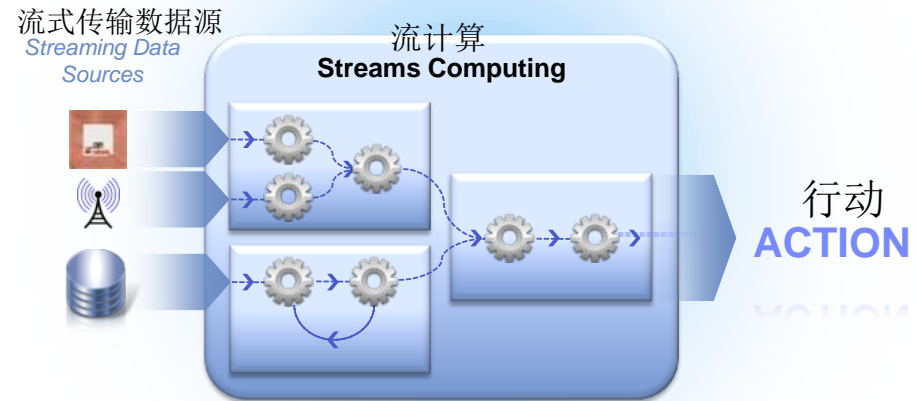 流式传输数据源
Streaming Data
Sources
流计算
Streams Computing
行动
ACTION